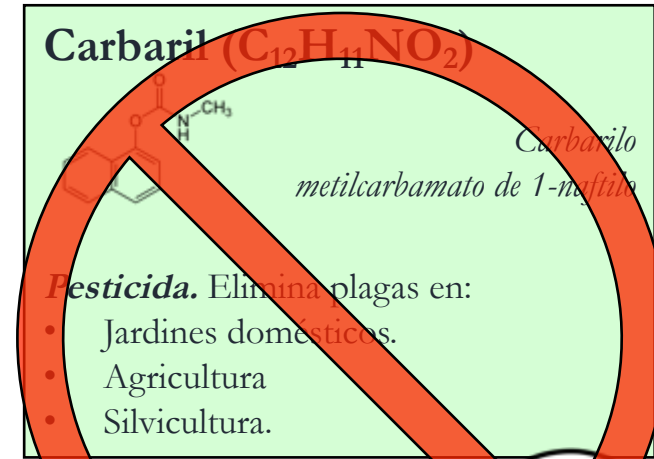 Carbaril (C₁₂H₁₁NO₂)
O
O
N
H
CH₃
Carbarilo
metilcarbamato de 1-naftilo
Pesticida. Elimina plagas en:
• Jardines domésticos.
• Agricultura
• Silvicultura.